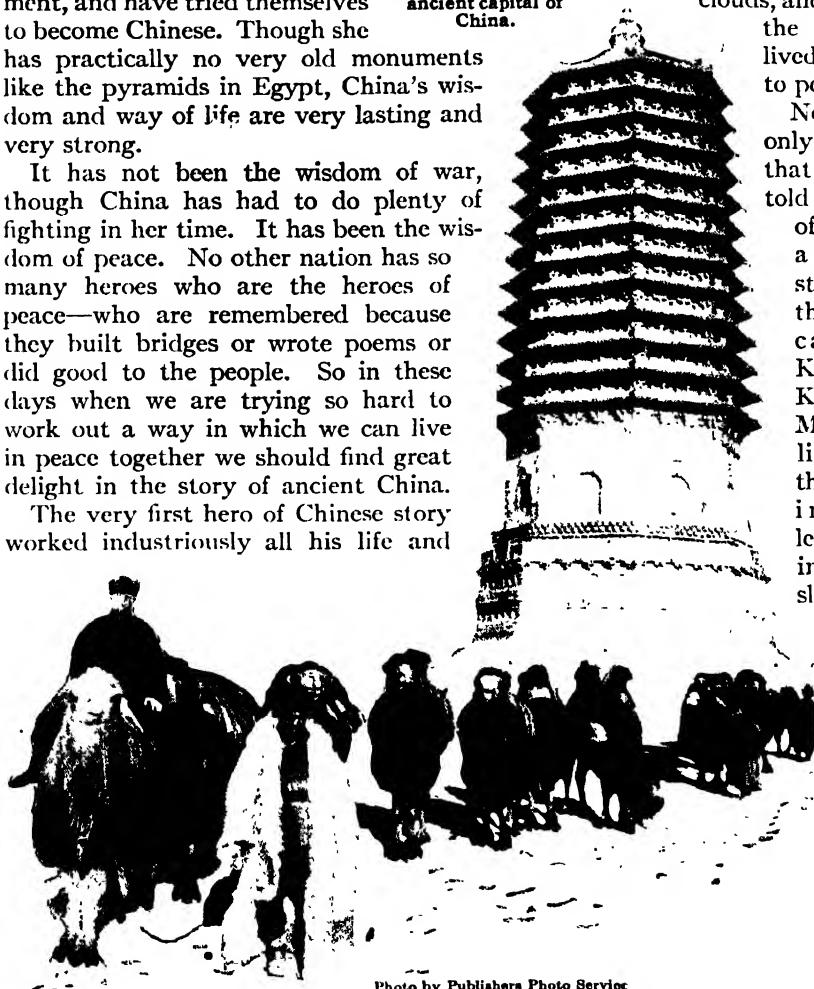 ment, and have tried themselves
to become Chinese. Though she
has practically no very old monuments
like the pyramids in Egypt, China's wis-
dom and way of life are very lasting and
very strong.
It has not been the wisdom of war,
though China has had to do plenty of
fighting in her time. It has been the wis-
dom of peace. No other nation has so
many heroes who are the heroes of
peace—who are remembered because
they built bridges or wrote poems or
did good to the people. So in these
days when we are trying so hard to
work out a way in which we can live
in peace together we should find great
delight in the story of ancient China.
The very first hero of Chinese story
worked industriously all his life and
ancient capital of
China.
clouds, and
the
lived
to pe
No
only
that
told
of
a
st
th
ca
K
K
M
li
th
in
le
in
sl
Photo by Publishers Photo Service